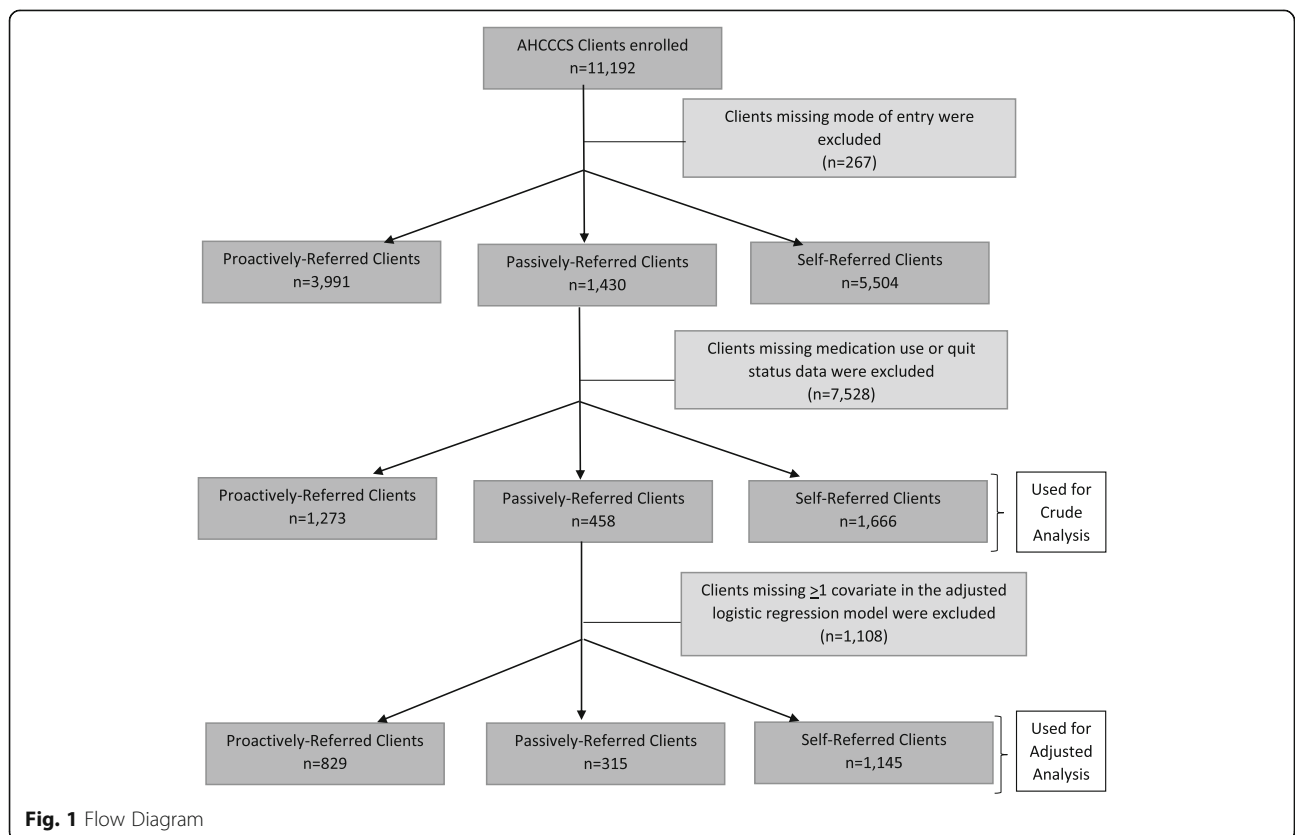 AHCCCS Clients enrolled
n=11,192
Clients missing mode of entry were
excluded
(n=267)
Proactively-Referred Clients
n=3,991
Passively-Referred Clients
n=1,430
Self-Referred Clients
n=5,504
Clients missing medication use or quit
status data were excluded
(n=7,528)
Proactively-Referred Clients
n=1,273
Passively-Referred Clients
n=458
Self-Referred Clients
n=1,666
Used for
Crude
Analysis
Clients missing ≥1 covariate in the adjusted
logistic regression model were excluded
(n=1,108)
Proactively-Referred Clients
n=829
Passively-Referred Clients
n=315
Self-Referred Clients
n=1,145
Used for
Adjusted
Analysis
Fig. 1 Flow Diagram